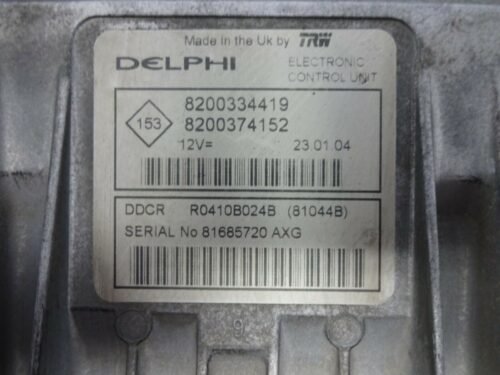 Made in the Uk by TRW
DELPHI
ELECTRONIC
CONTROL UNIT
153
8200334419
8200374152
12V= 23.01.04
DDCR R0410B024B (81044B)
SERIAL No 81685720 AXG
9